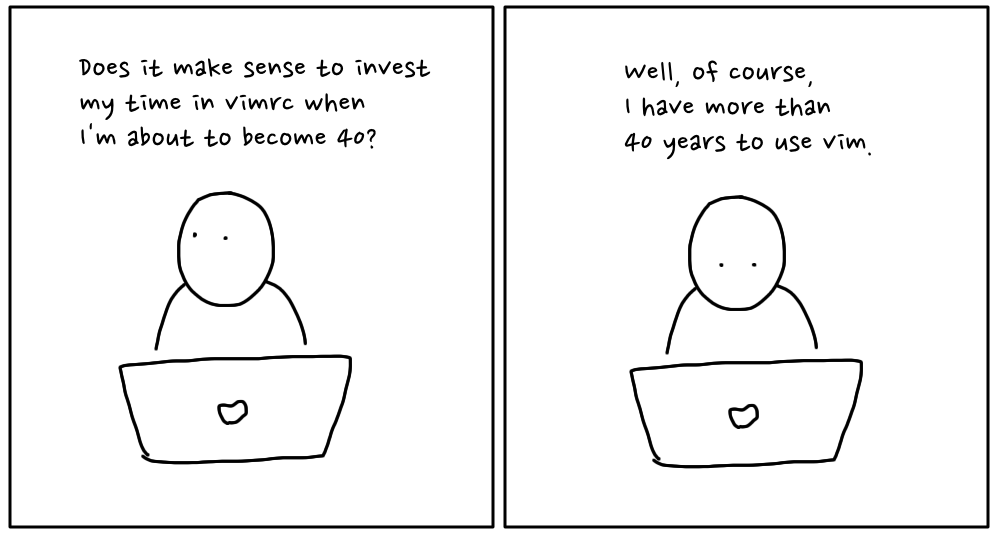 Does it make sense to invest
my time in vimrc when
I'm about to become 40?
Well, of course,
I have more than
40 years to use vim.